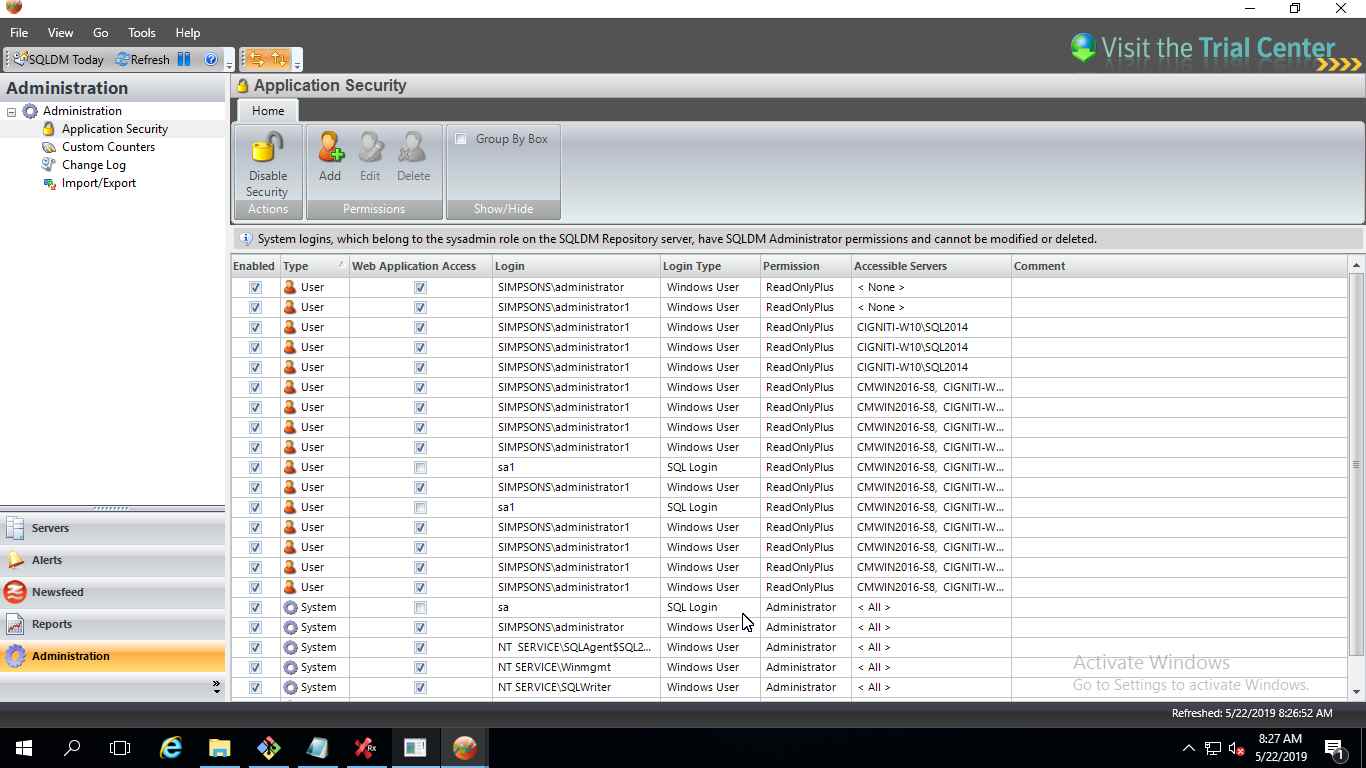 File View Go Tools Help
SQLDM Today Refresh
Visit the Trial Center
Administration
Administration
Application Security
Custom Counters
Change Log
Import/Export
Servers
Alerts
Newsfeed
Reports
Administration
Application Security
Home
Disable Security
Add Edit Delete
Group By Box
Actions Permissions Show/Hide
System logins, which belong to the sysadmin role on the SQLDM Repository server, have SQLDM Administrator permissions and cannot be modified or deleted.
Enabled Type Web Application Access Login Login Type Permission Accessible Servers Comment
User SIMPSONS\administrator Windows User ReadOnlyPlus < None >
User SIMPSONS\administrator1 Windows User ReadOnlyPlus < None >
User SIMPSONS\administrator1 Windows User ReadOnlyPlus CIGNITI-W10\SQL2014
User SIMPSONS\administrator1 Windows User ReadOnlyPlus CIGNITI-W10\SQL2014
User SIMPSONS\administrator1 Windows User ReadOnlyPlus CIGNITI-W10\SQL2014
User SIMPSONS\administrator1 Windows User ReadOnlyPlus CMWIN2016-S8, CIGNITI-W...
User SIMPSONS\administrator1 Windows User ReadOnlyPlus CMWIN2016-S8, CIGNITI-W...
User SIMPSONS\administrator1 Windows User ReadOnlyPlus CMWIN2016-S8, CIGNITI-W...
User SIMPSONS\administrator1 Windows User ReadOnlyPlus CMWIN2016-S8, CIGNITI-W...
User sa1 SQL Login ReadOnlyPlus CMWIN2016-S8, CIGNITI-W...
User SIMPSONS\administrator1 Windows User ReadOnlyPlus CMWIN2016-S8, CIGNITI-W...
User sa1 SQL Login ReadOnlyPlus CMWIN2016-S8, CIGNITI-W...
User SIMPSONS\administrator1 Windows User ReadOnlyPlus CMWIN2016-S8, CIGNITI-W...
User SIMPSONS\administrator1 Windows User ReadOnlyPlus CMWIN2016-S8, CIGNITI-W...
User SIMPSONS\administrator1 Windows User ReadOnlyPlus CMWIN2016-S8, CIGNITI-W...
User SIMPSONS\administrator1 Windows User ReadOnlyPlus CMWIN2016-S8, CIGNITI-W...
System sa SQL Login Administrator < All >
System SIMPSONS\administrator Windows User Administrator < All >
System NT SERVICE\SQLAgent$SQL2... Windows User Administrator < All >
System NT SERVICE\Winmgmt Windows User Administrator < All >
System NT SERVICE\SQLWriter Windows User Administrator < All >
Activate Windows
Go to Settings to activate Windows.
Refreshed: 5/22/2019 8:26:52 AM
Rx
8:27 AM
5/22/2019
1